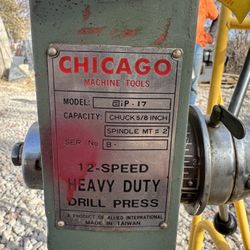 CHICAGO
MACHINE TOOLS
MODEL: P-17
CAPACITY: CHUCK 5/8 INCH
SPINDLE MT # 2
SER. No. B-
12-SPEED
HEAVY DUTY
DRILL PRESS
A PRODUCT OF ALLIED INTERNATIONAL
MADE IN TAIWAN